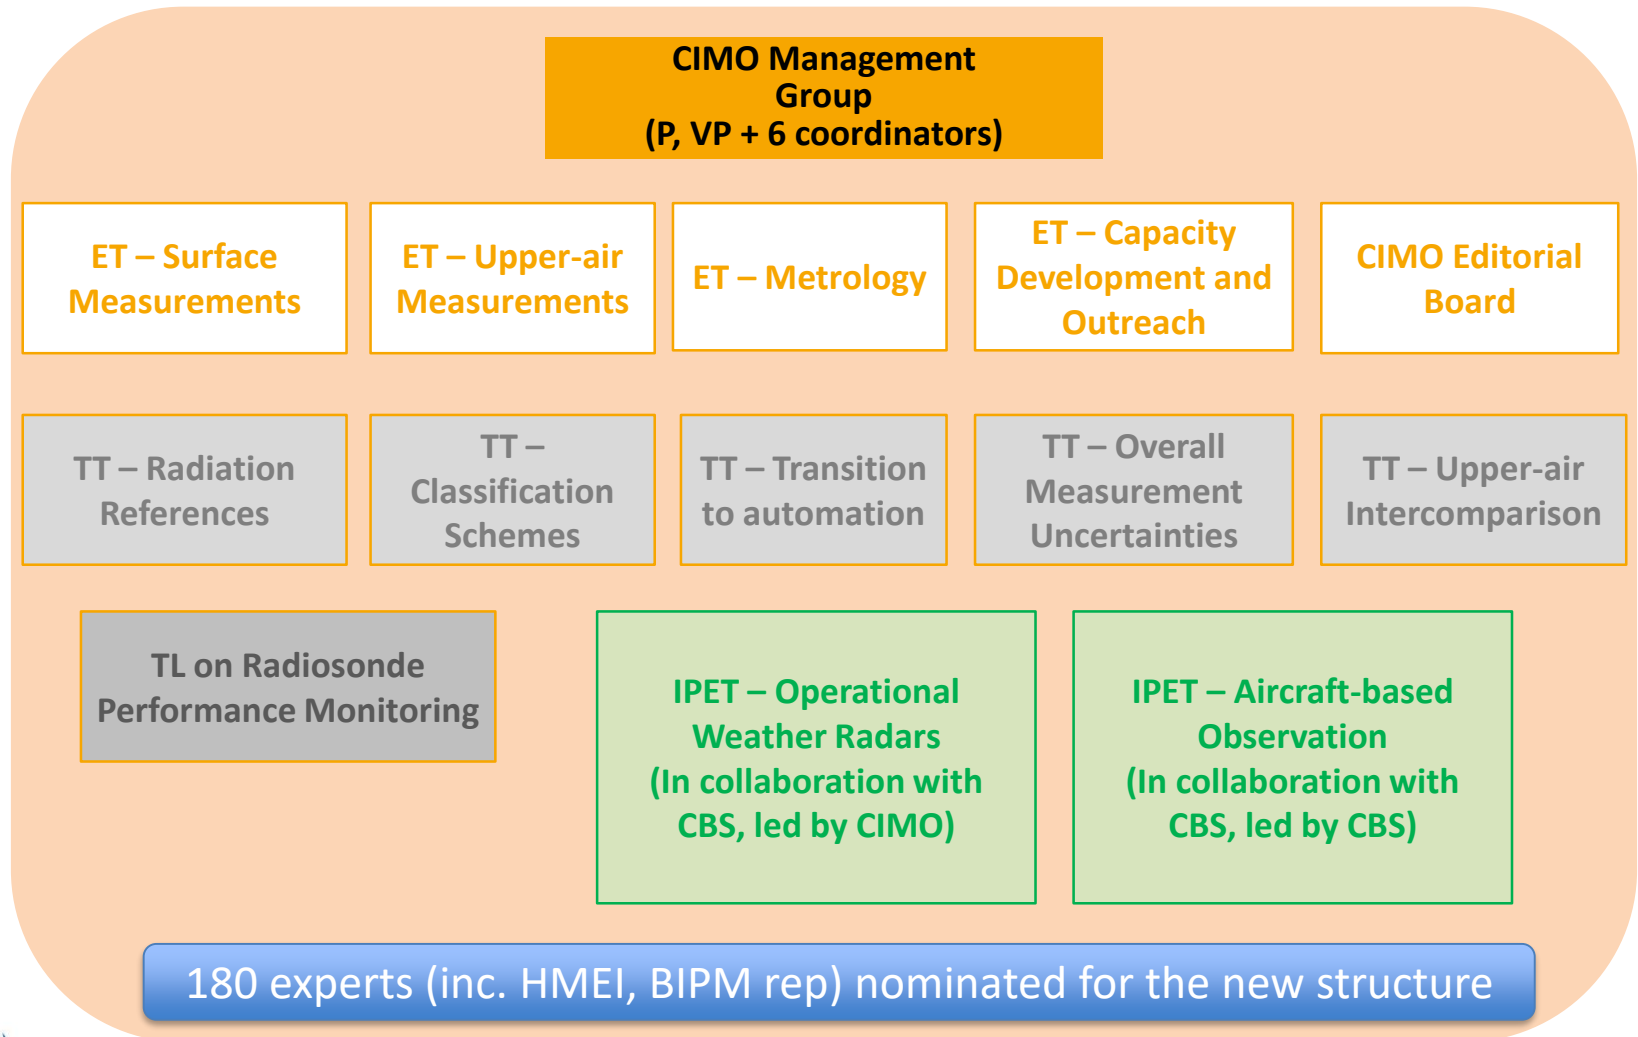 CIMO Management
Group
(P, VP + 6 coordinators)
ET – Surface
Measurements
ET – Upper-air
Measurements
ET – Metrology
ET – Capacity
Development and
Outreach
CIMO Editorial
Board
TT – Radiation
References
TT –
Classification
Schemes
TT – Transition
to automation
TT – Overall
Measurement
Uncertainties
TT – Upper-air
Intercomparison
TL on Radiosonde
Performance Monitoring
IPET – Operational
Weather Radars
(In collaboration with
CBS, led by CIMO)
IPET – Aircraft-based
Observation
(In collaboration with
CBS, led by CBS)
180 experts (inc. HMEI, BIPM rep) nominated for the new structure